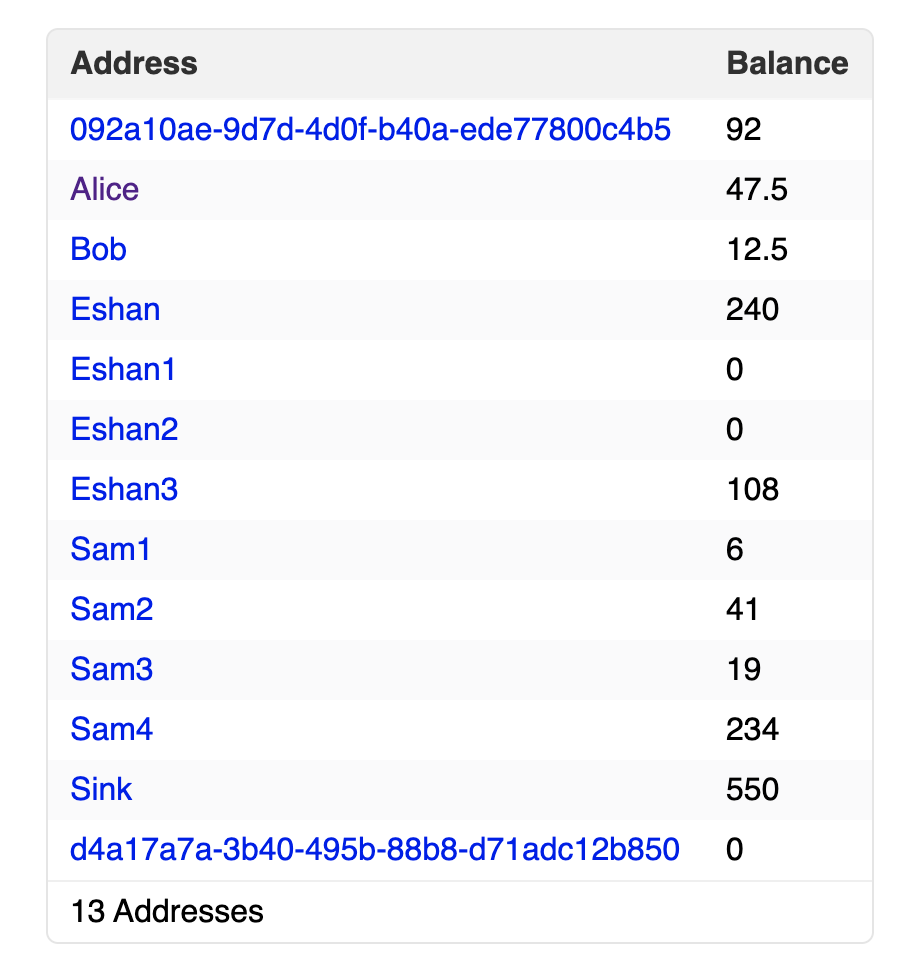 Address Balance
092a10ae-9d7d-4d0f-b40a-ede77800c4b5 92
Alice 47.5
Bob 12.5
Eshan 240
Eshan1 0
Eshan2 0
Eshan3 108
Sam1 6
Sam2 41
Sam3 19
Sam4 234
Sink 550
d4a17a7a-3b40-495b-88b8-d71adc12b850 0
13 Addresses